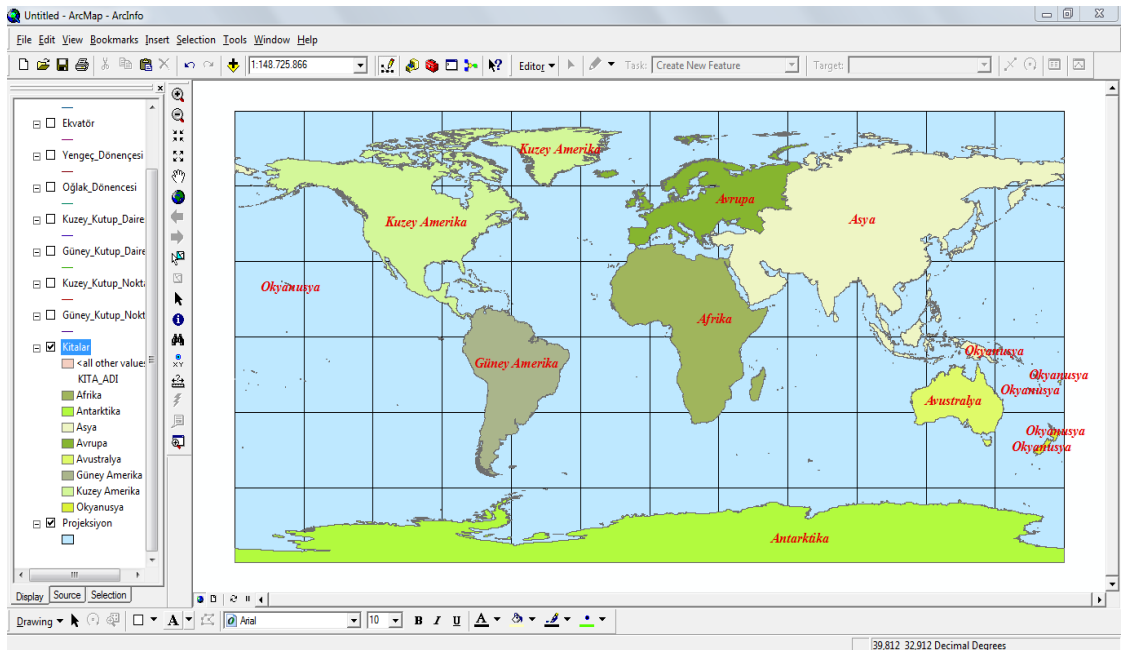 Untitled - ArcMap - ArcInfo
File Edit View Bookmarks Insert Selection Tools Window Help
1:148.725.866 Editor Task: Create New Feature Target:
Ekvatör
Yengeç_Dönençesi
Oğlak_Dönencesi
Kuzey_Kutup_Daire
Güney_Kutup_Daire
Kuzey_Kutup_Nokta
Güney_Kutup_Nokt
Kitalar
<all other values
KITA_ADI
Afrika
Antarktika
Asya
Avrupa
Avustralya
Güney Amerika
Kuzey Amerika
Okyanusya
Projeksiyon
Display Source Selection
Kuzey Amerika
Avrupa
Kuzey Amerika
Asya
Okyanusya
Afrika
Okyanusya
Güney Amerika
Okyanusya
Okyanusya
Avustralya
Okyanusya
Okyanusya
Antarktika
Drawing A Arial 10 B I U A
39,812 32,912 Decimal Degrees